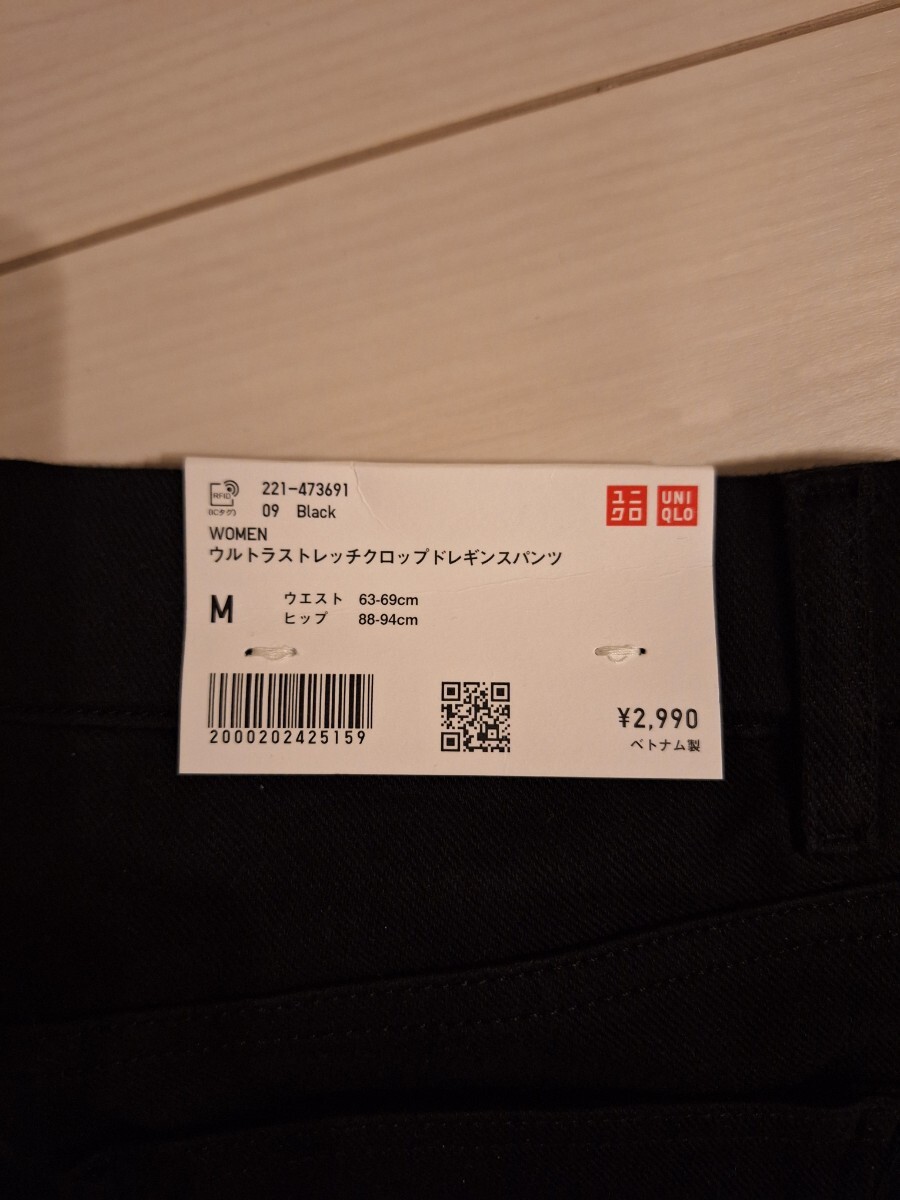 RFID
(ICタグ)
221-473691
09 Black
ユニ
クロ
UNI
QLO
WOMEN
ウルトラストレッチクロップドレギンスパンツ
M
ウエスト 63-69cm
ヒップ 88-94cm
2000202425159
¥2,990
ベトナム製